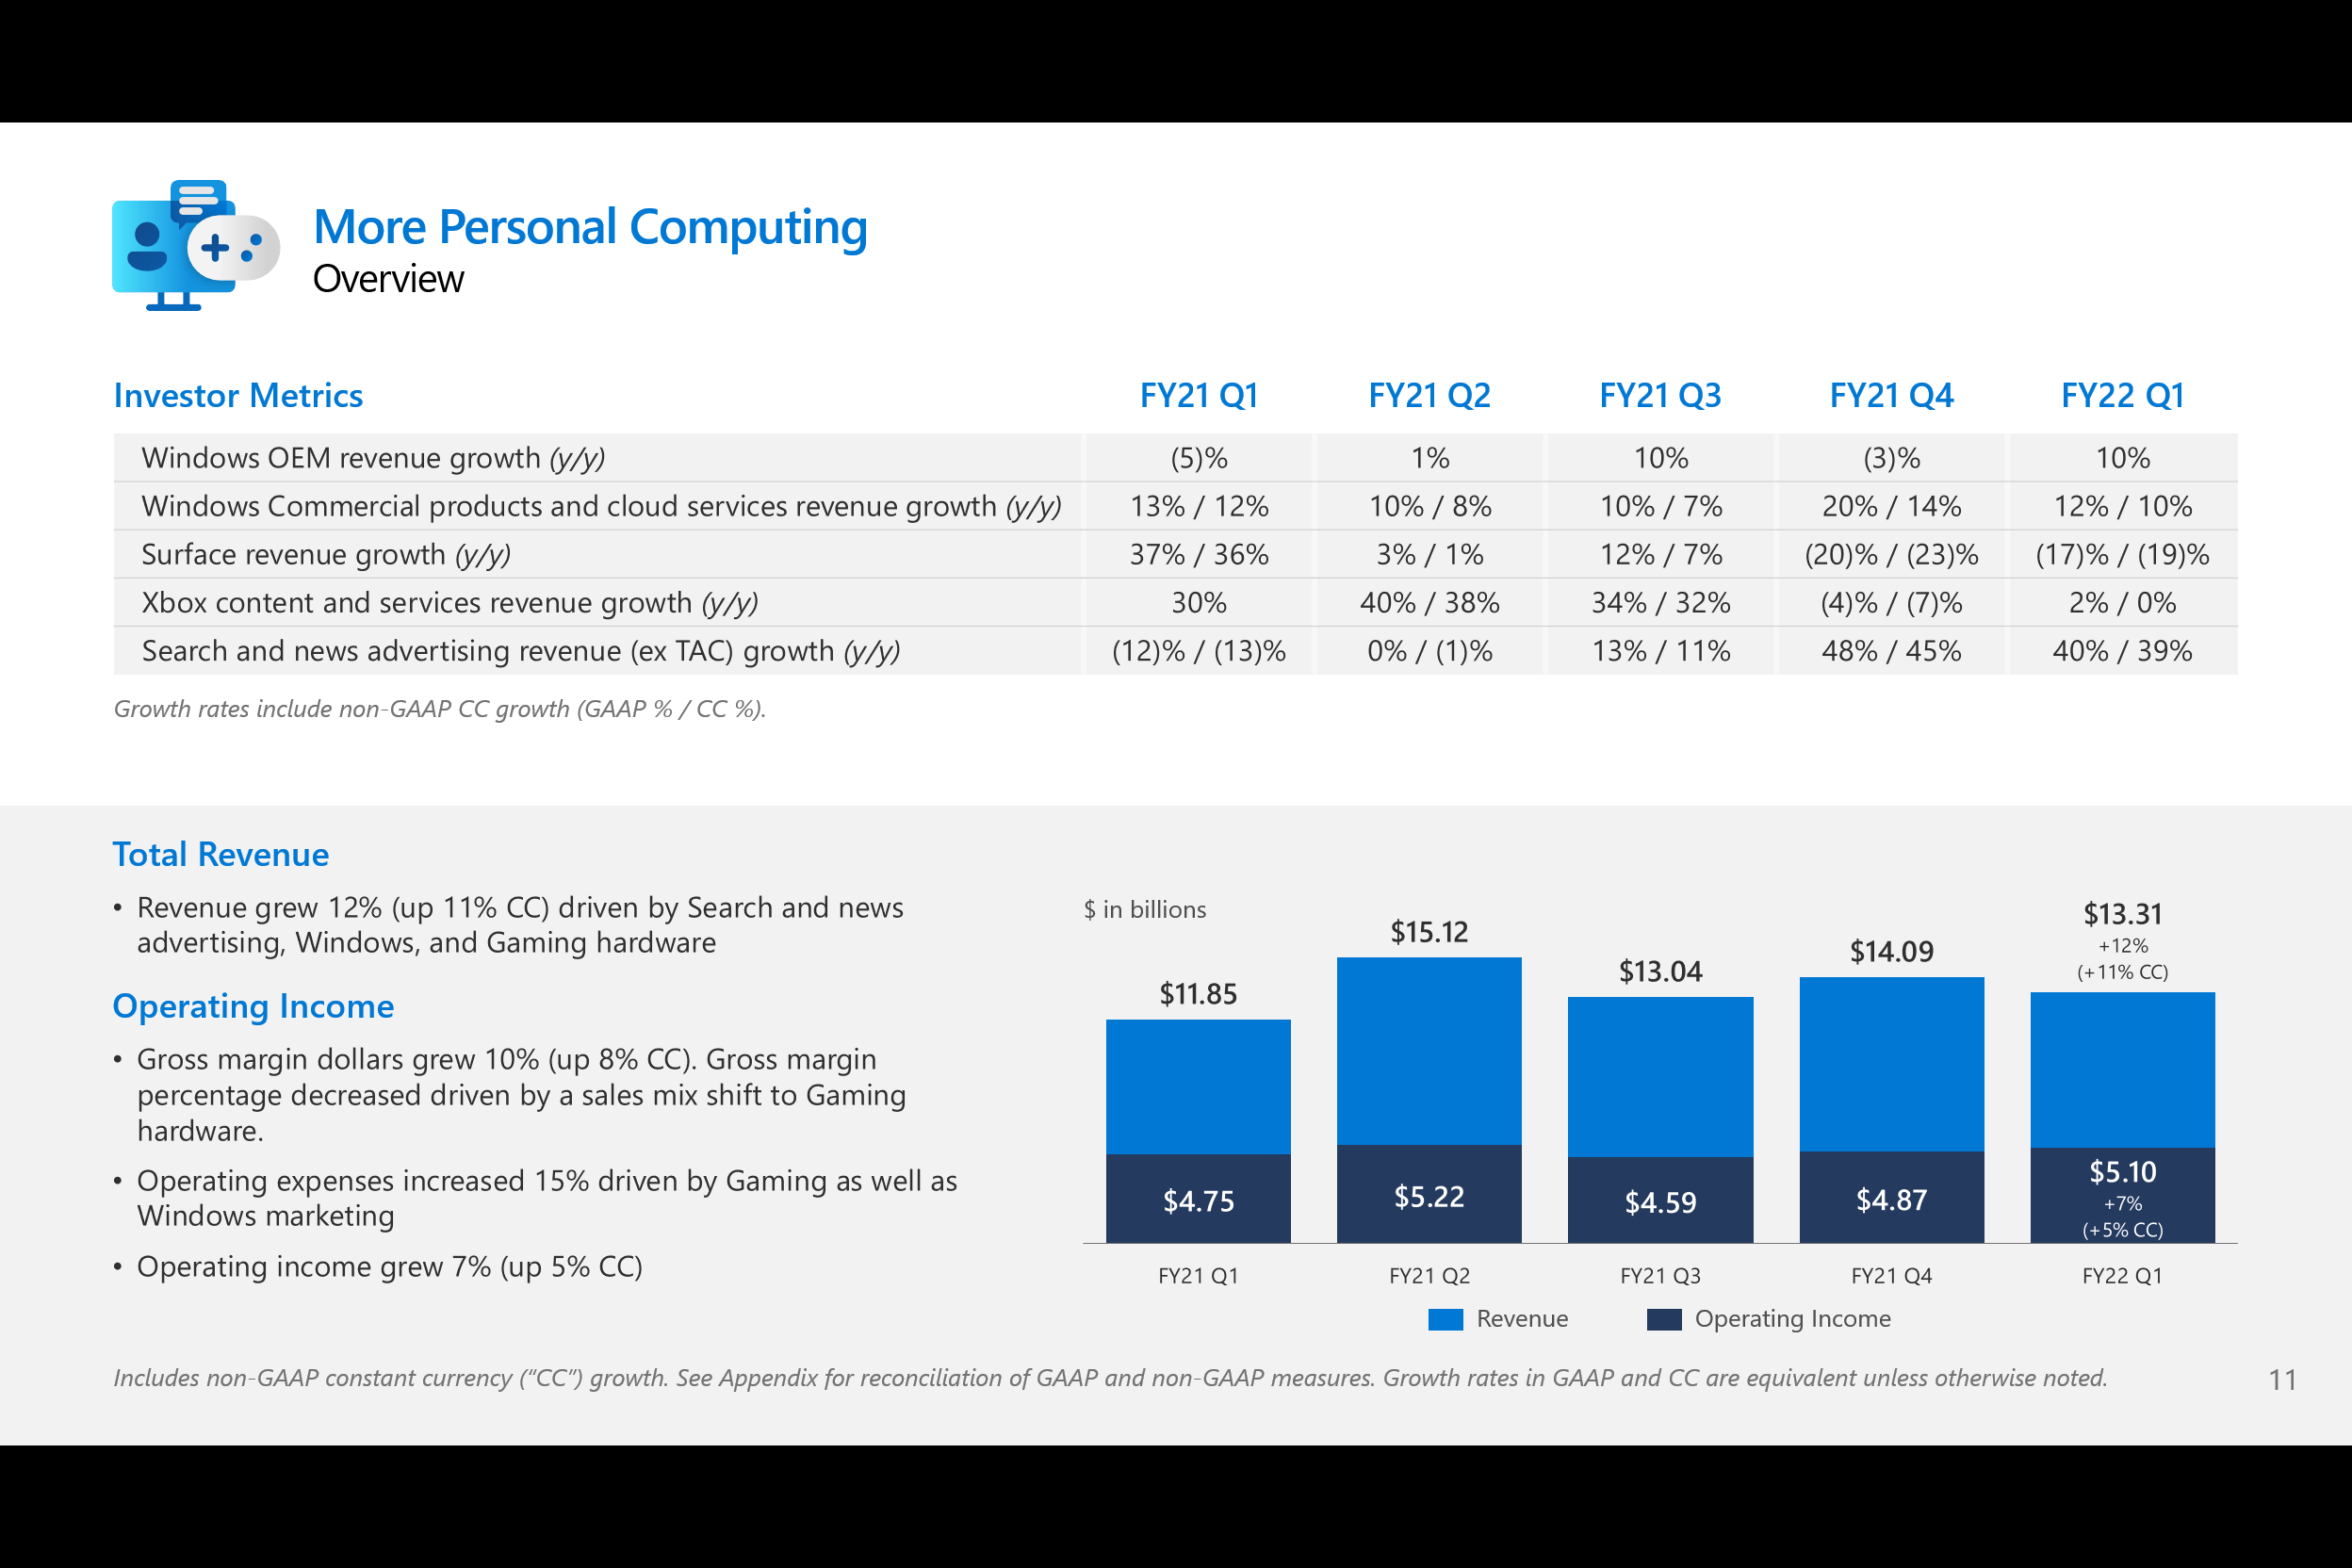 More Personal Computing
Overview
Investor Metrics FY21 Q1 FY21 Q2 FY21 Q3 FY21 Q4 FY22 Q1
Windows OEM revenue growth (y/y) (5)% 1% 10% (3)% 10%
Windows Commercial products and cloud services revenue growth (y/y) 13% / 12% 10% / 8% 10% / 7% 20% / 14% 12% / 10%
Surface revenue growth (y/y) 37% / 36% 3% / 1% 12% / 7% (20)% / (23)% (17)% / (19)%
Xbox content and services revenue growth (y/y) 30% 40% / 38% 34% / 32% (4)% / (7)% 2% / 0%
Search and news advertising revenue (ex TAC) growth (y/y) (12)% / (13)% 0% / (1)% 13% / 11% 48% / 45% 40% / 39%
Growth rates include non-GAAP CC growth (GAAP % / CC %).
Total Revenue
• Revenue grew 12% (up 11% CC) driven by Search and news
advertising, Windows, and Gaming hardware
Operating Income
• Gross margin dollars grew 10% (up 8% CC). Gross margin
percentage decreased driven by a sales mix shift to Gaming
hardware.
• Operating expenses increased 15% driven by Gaming as well as
Windows marketing
• Operating income grew 7% (up 5% CC)
$ in billions
$11.85 $15.12 $13.04 $14.09 $13.31
+12%
(+11% CC)
$4.75 $5.22 $4.59 $4.87 $5.10
+7%
(+5% CC)
FY21 Q1 FY21 Q2 FY21 Q3 FY21 Q4 FY22 Q1
Revenue Operating Income
Includes non-GAAP constant currency (“CC”) growth. See Appendix for reconciliation of GAAP and non-GAAP measures. Growth rates in GAAP and CC are equivalent unless otherwise noted.
11